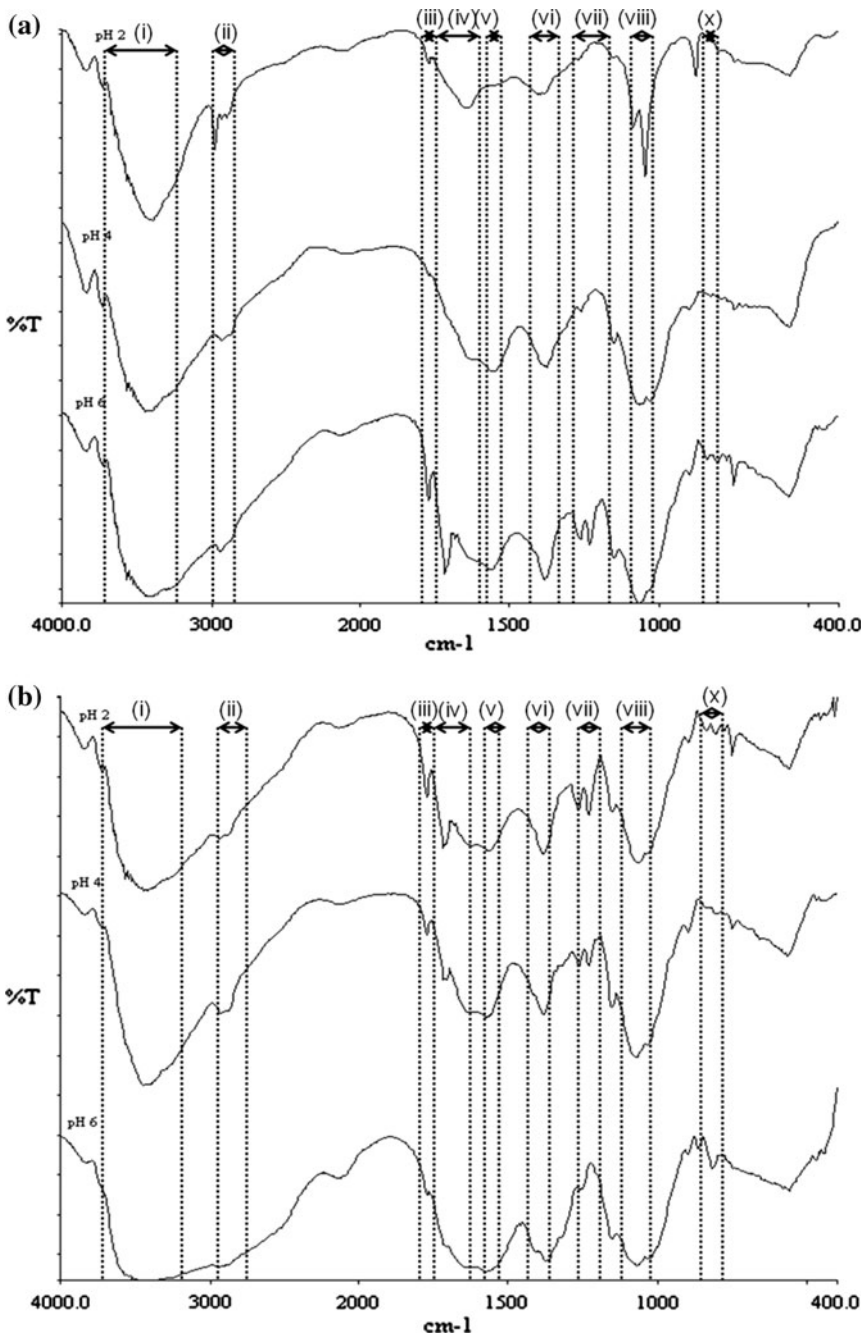 (a)
(i) (ii) (iii) (iv) (v) (vi) (vii) (viii) (x)
pH 2
pH 4
%T
pH 6
4000.0 3000 2000 1500 1000 400.0
cm-1
(b)
(i) (ii) (iii) (iv) (v) (vi) (vii) (viii) (x)
pH 2
pH 4
%T
pH 6
4000.0 3000 2000 1500 1000 400.0
cm-1